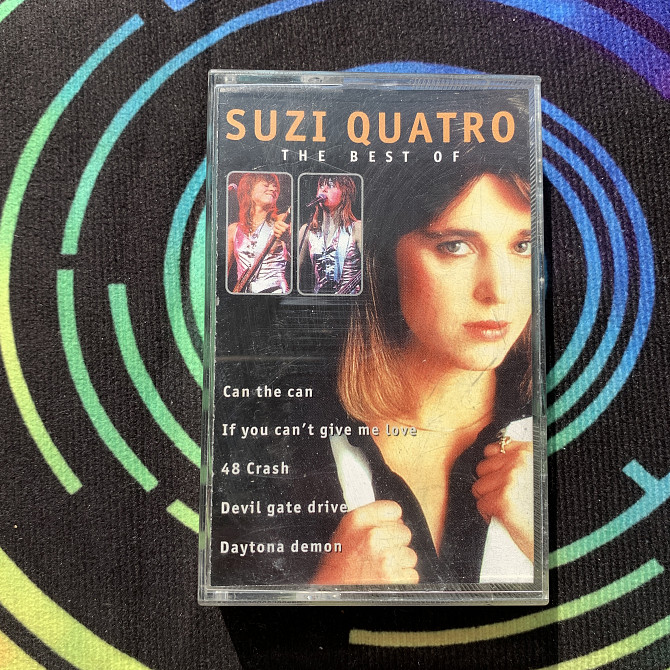 SUZI QUATRO
THE BEST OF
Can the can
If you can't give me love
48 Crash
Devil gate drive
Daytona demon